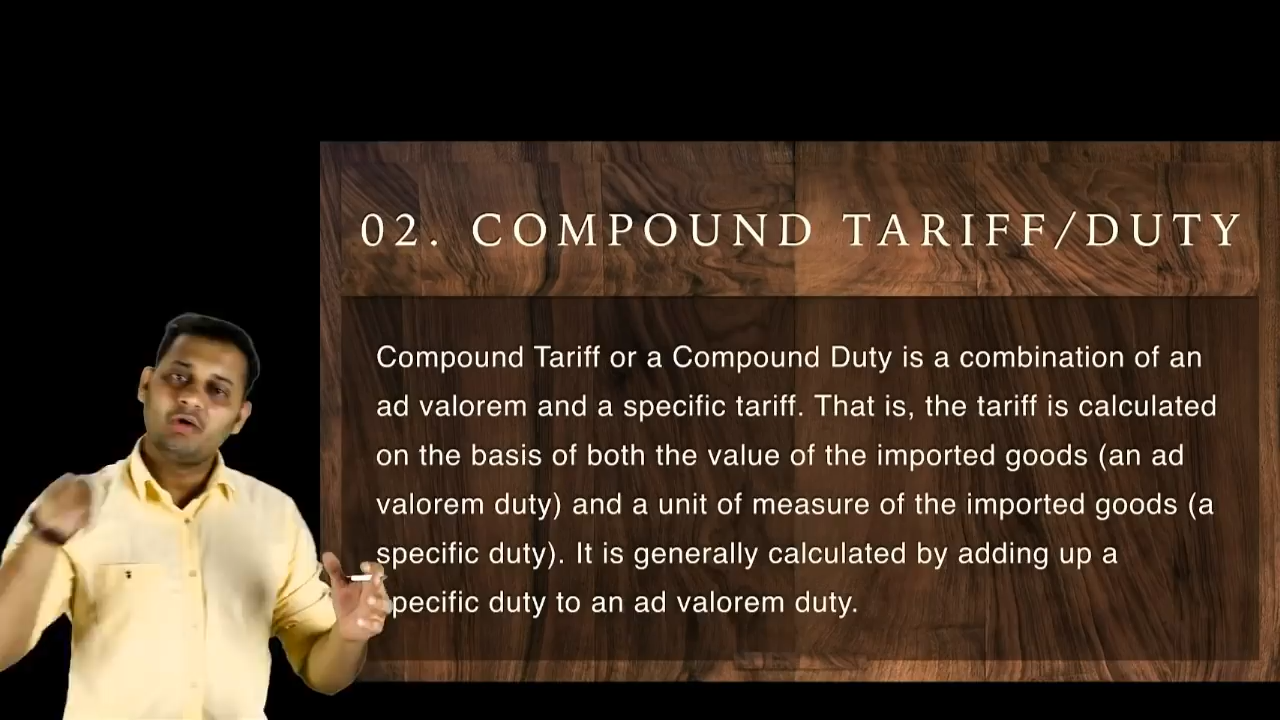 02. COMPOUND TARIFF/DUTY
Compound Tariff or a Compound Duty is a combination of an
ad valorem and a specific tariff. That is, the tariff is calculated
on the basis of both the value of the imported goods (an ad
valorem duty) and a unit of measure of the imported goods (a
specific duty). It is generally calculated by adding up a
specific duty to an ad valorem duty.